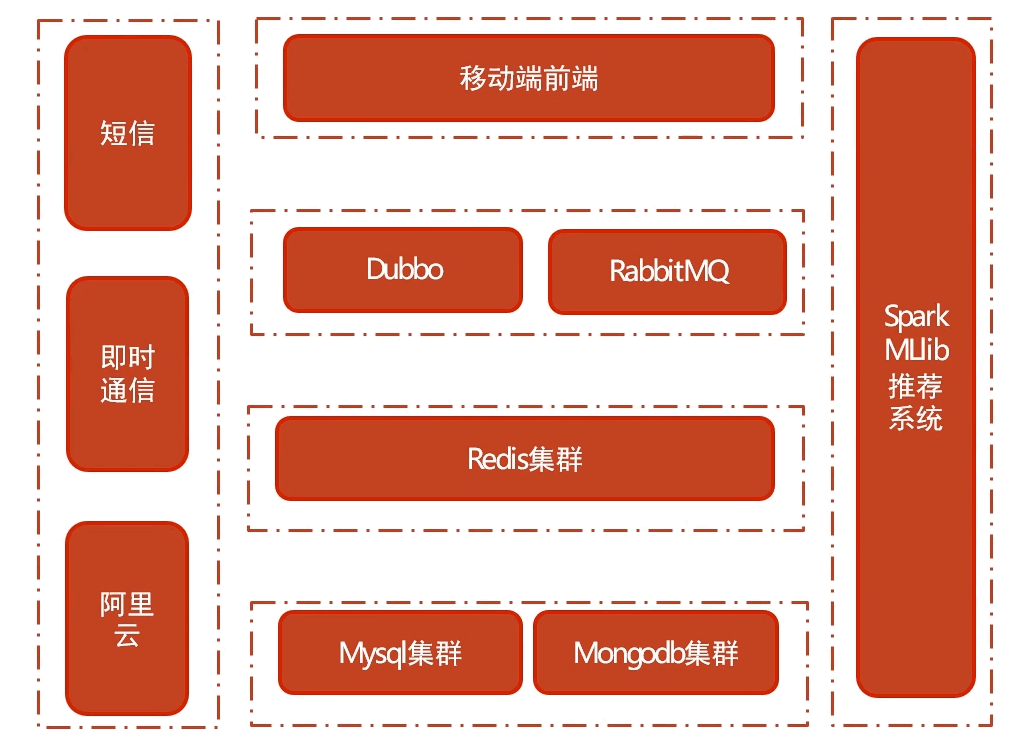 短信
即时
通信
阿里
云
移动端前端
Dubbo
RabbitMQ
Redis集群
Mysql集群
Mongodb集群
Spark
MLlib
推荐
系统